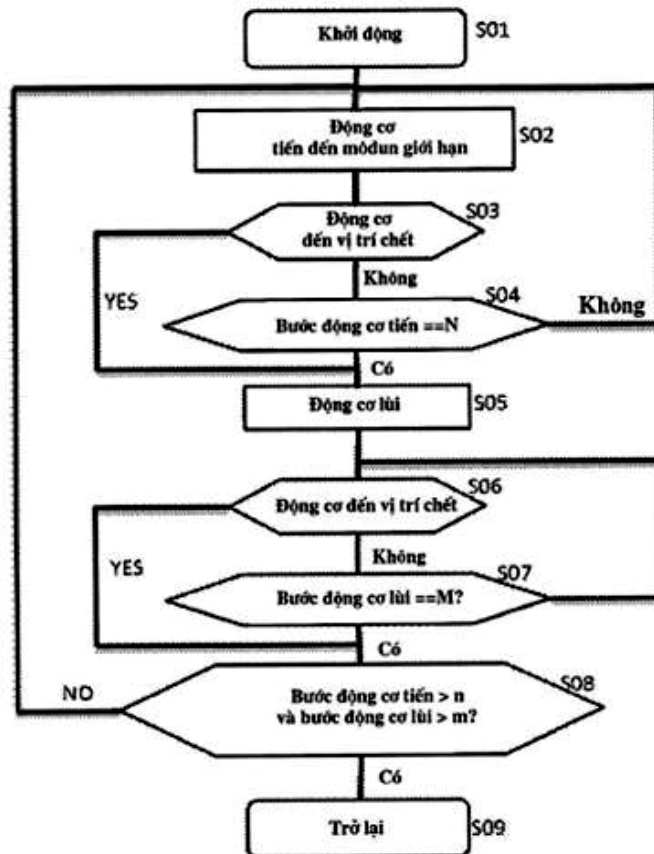 Khởi động
S01
Động cơ
tiến đến môđun giới hạn
S02
Động cơ
đến vị trí chết
S03
YES
Không
Bước động cơ tiến ==N
S04
Không
Có
Động cơ lùi
S05
Động cơ đến vị trí chết
S06
YES
Không
Bước động cơ lùi ==M?
S07
Có
NO
Bước động cơ tiến > n
và bước động cơ lùi > m?
S08
Có
Trở lại
S09